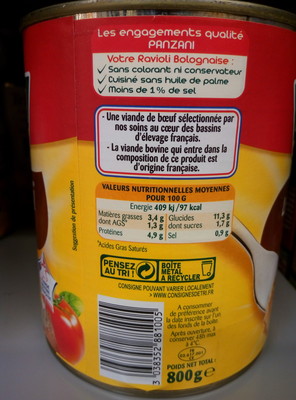 Les engagements qualité
PANZANI
Votre Ravioli Bolognaise :
✓ Sans colorant ni conservateur
✓ Cuisiné sans huile de palme
✓ Moins de 1 % de sel
- Une viande de bœuf sélectionnée par
nos soins au cœur des bassins
d'élevage français.
- La viande bovine qui entre dans la
composition de ce produit est
d'origine française.
Suggestion de présentation
VALEURS NUTRITIONNELLES MOYENNES
POUR 100 G
Energie 409 kj/97 kcal
Matières grasses 3,4 g Glucides 11,3 g
dont AGS* 1,3 g dont sucres 1,7 g
Protéines 4,9 g Sel 0,9 g
*Acides Gras Saturés
PENSEZ
AU TRI !
BOÎTE
MÉTAL
À RECYCLER
CONSIGNE POUVANT VARIER LOCALEMENT
> WWW.CONSIGNESDETRI.FR
3 038352 881005
A consommer
de préférence avant
la date inscrite sur l'un
des fonds de la boîte
Après ouverture, à
conserver 48h max
à 4°C.
POIDS NET TOTAL :
800g e